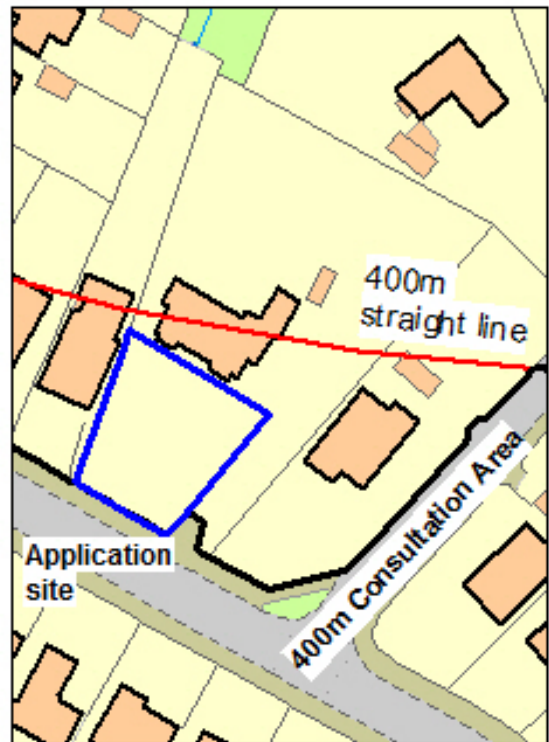 400m
straight line
Application
site
400m Consultation Area